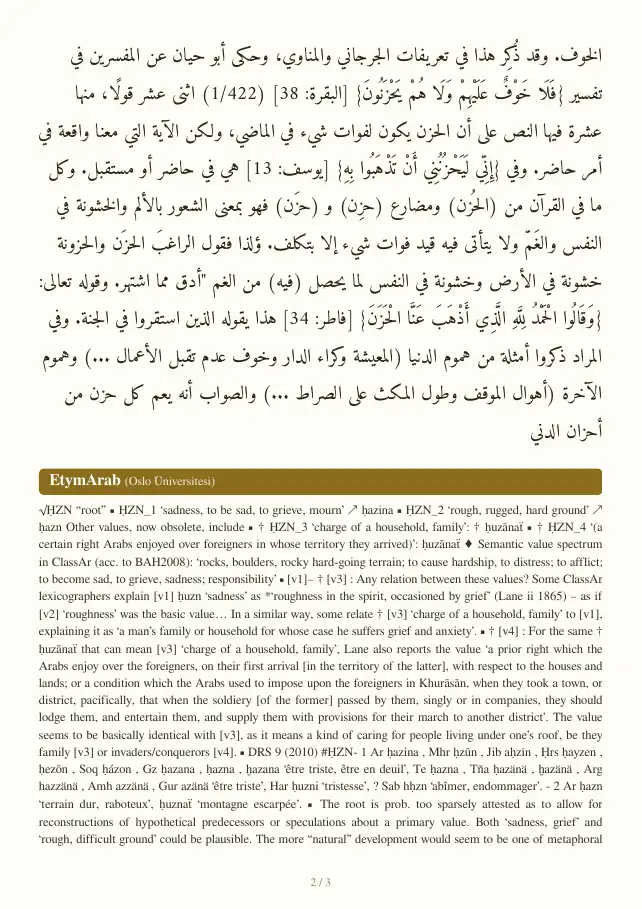 الخوف. وقد ذُكِر هذا في تعريفات الجرجاني والمناوي، وحكى أبو حيان عن المفسرين في
تفسير {فَلَا خَوْفٌ عَلَيْهِمْ وَلَا هُمْ يَحْزَنُونَ} [البقرة: 38] (1/422) اثنى عشر قولًا، منها
عشرة فيها النص على أن الحزن يكون لفوات شيء في الماضي، ولكن الآية التي معنا واقعة في
أمر حاضر. وفي {إِنِّي لَيَحْزُنُنِي أَنْ تَذْهَبُوا بِهِ} [يوسف: 13] هي في حاضر أو مستقبل. وكل
ما في القرآن من (الحُزن) ومضارع (حزِن) و (حزَن) فهو بمعنى الشعور بالألم والخشونة في
النفس والغَمّ ولا يتأتى فيه قيد فوات شيء إلا بتكلف. ؤلذا فقول الراغبَ الحزَن والحزونة
خشونة في الأرض وخشونة في النفس لما يحصل (فيه) من الغم "أدق مما اشتهر. وقوله تعالى:
{وَقَالُوا الْحَمْدُ لِلَّهِ الَّذِي أَذْهَبَ عَنَّا الْحَزَنَ} [فاطر: 34] هذا يقوله الذين استقروا في الجنة. وفي
المراد ذكروا أمثلة من هموم الدنيا (المعيشة وكراء الدار وخوف عدم تقبل الأعمال ...) وهموم
الآخرة (أهوال الموقف وطول المكث على الصراط ...) والصواب أنه يعم كل حزن من
أحزان الدني
EtymArab (Oslo Üniversitesi)
√ḤZN “root” ▪ ḤZN_1 ‘sadness, to be sad, to grieve, mourn’ ↗ ḥazina ▪ ḤZN_2 ‘rough, rugged, hard ground’ ↗
ḥazn Other values, now obsolete, include ▪ † ḤZN_3 ‘charge of a household, family’: † ḥuzānaẗ ▪ † ḤZN_4 ‘(a
certain right Arabs enjoyed over foreigners in whose territory they arrived)’: ḥuzānaẗ ♦ Semantic value spectrum
in ClassAr (acc. to BAH2008): ‘rocks, boulders, rocky hard-going terrain; to cause hardship, to distress; to afflict;
to become sad, to grieve, sadness; responsibility’ ▪ [v1]– † [v3] : Any relation between these values? Some ClassAr
lexicographers explain [v1] ḥuzn ‘sadness’ as *‘roughness in the spirit, occasioned by grief’ (Lane ii 1865) – as if
[v2] ‘roughness’ was the basic value… In a similar way, some relate † [v3] ‘charge of a household, family’ to [v1],
explaining it as ‘a man’s family or household for whose case he suffers grief and anxiety’. ▪ † [v4] : For the same †
ḥuzānaẗ that can mean [v3] ‘charge of a household, family’, Lane also reports the value ‘a prior right which the
Arabs enjoy over the foreigners, on their first arrival [in the territory of the latter], with respect to the houses and
lands; or a condition which the Arabs used to impose upon the foreigners in Khurāsān, when they took a town, or
district, pacifically, that when the soldiery [of the former] passed by them, singly or in companies, they should
lodge them, and entertain them, and supply them with provisions for their march to another district’. The value
seems to be basically identical with [v3], as it means a kind of caring for people living under one’s roof, be they
family [v3] or invaders/conquerors [v4]. ▪ DRS 9 (2010) #ḤZN- 1 Ar ḥazina , Mhr ḥzūn , Jib aḥzín , Ḥrs ḥayzen ,
ḥezōn , Soq ḥázon , Gz ḥazana , ḥazna , ḫazana ‘être triste, être en deuil’, Te ḥazna , Tña ḥazänä , ḫazänä , Arg
hazzänä , Amh azzänä , Gur azänä ‘être triste’, Har ḥuzni ‘tristesse’, ? Sab hḥzn ‘abîmer, endommager’. - 2 Ar ḥazn
‘terrain dur, raboteux’, ḥuznaẗ ‘montagne escarpée’. ▪ The root is prob. too sparsely attested as to allow for
reconstructions of hypothetical predecessors or speculations about a primary value. Both ‘sadness, grief’ and
‘rough, difficult ground’ could be plausible. The more “natural” development would seem to be one of metaphoral
2 / 3